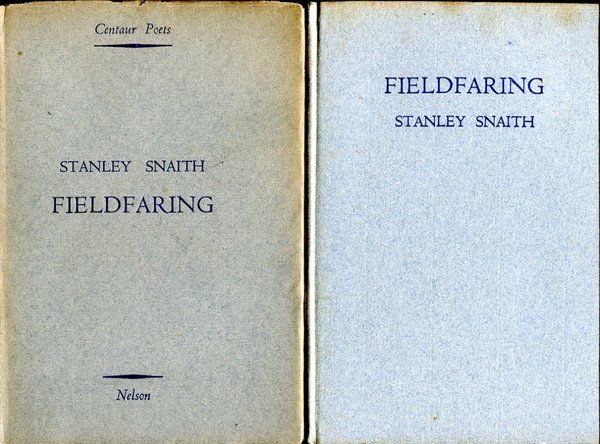 Centaur Poets
STANLEY SNAITH
FIELDFARING
Nelson
FIELDFARING
STANLEY SNAITH